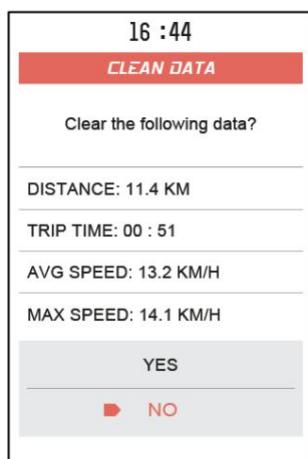 16 :44
CLEAN DATA
Clear the following data?
DISTANCE: 11.4 KM
TRIP TIME: 00 : 51
AVG SPEED: 13.2 KM/H
MAX SPEED: 14.1 KM/H
YES
NO